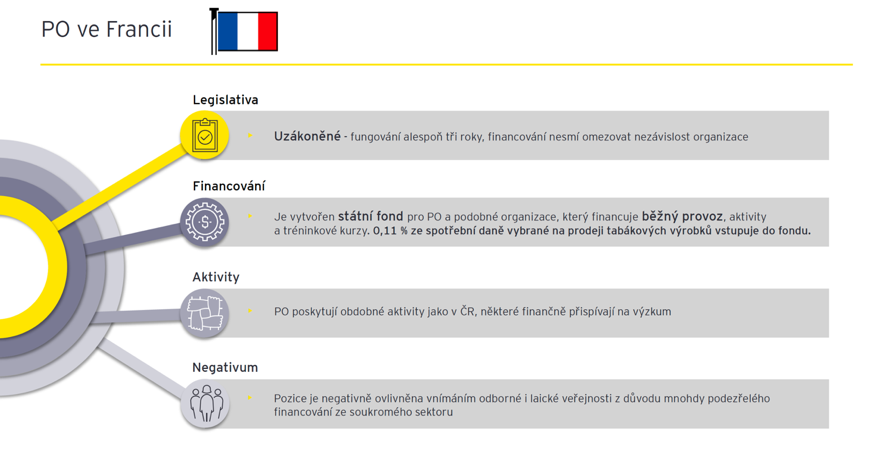 PO ve Francii
Legislativa
Uzákoněné - fungování alespoň tři roky, financování nesmí omezovat nezávislost organizace
Financování
Je vytvořen státní fond pro PO a podobné organizace, který financuje běžný provoz, aktivity
a tréninkové kurzy. 0,11 % ze spotřební daně vybrané na prodeji tabákových výrobků vstupuje do fondu.
Aktivity
PO poskytují obdobné aktivity jako v ČR, některé finančně přispívají na výzkum
Negativum
Pozice je negativně ovlivněna vnímáním odborné i laické veřejnosti z důvodu mnohdy podezřelého
financování ze soukromého sektoru